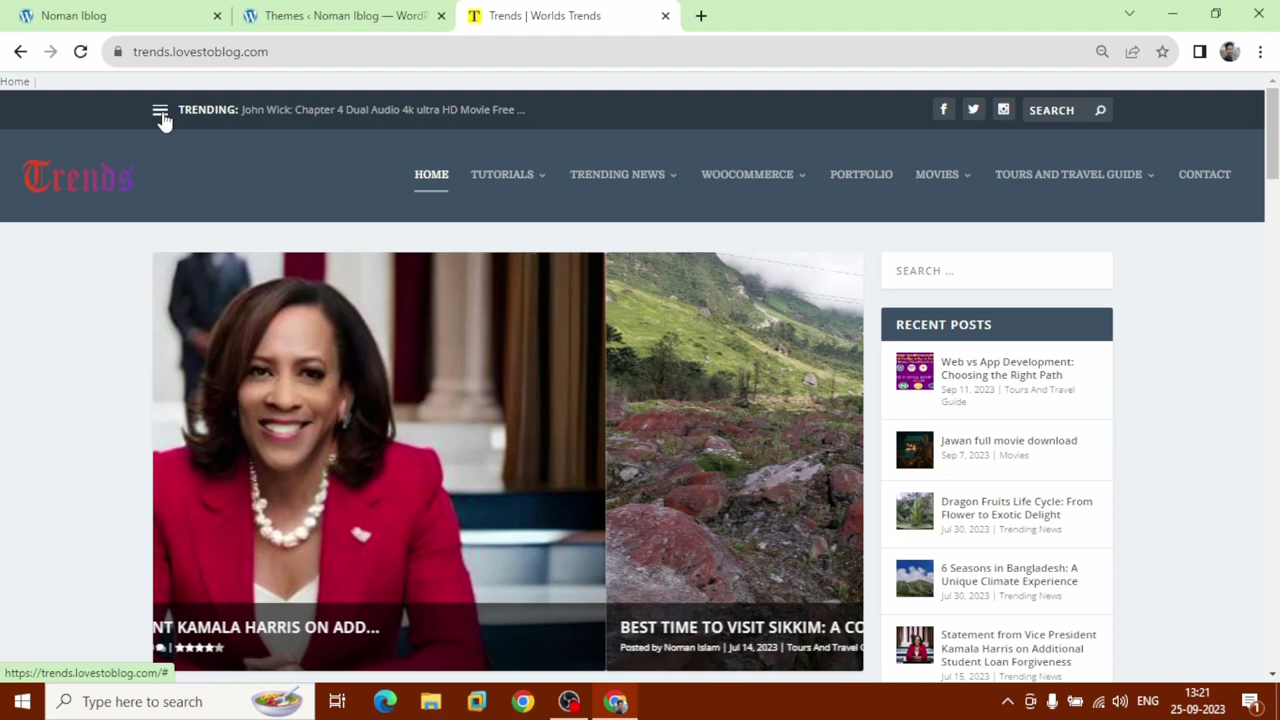 Noman Iblog
Themes ‹ Noman Iblog — WordP
Trends | Worlds Trends
trends.lovestoblog.com
Home |
TRENDING: John Wick: Chapter 4 Dual Audio 4k ultra HD Movie Free ...
SEARCH
Trends
HOME
TUTORIALS
TRENDING NEWS
WOOCOMMERCE
PORTFOLIO
MOVIES
TOURS AND TRAVEL GUIDE
CONTACT
NT KAMALA HARRIS ON ADD...
|
BEST TIME TO VISIT SIKKIM: A CO
Posted by Noman Islam | Jul 14, 2023 | Tours And Travel G
SEARCH …
RECENT POSTS
Web vs App Development:
Choosing the Right Path
Sep 11, 2023 | Tours And Travel
Guide
Jawan full movie download
Sep 7, 2023 | Movies
Dragon Fruits Life Cycle: From
Flower to Exotic Delight
Jul 30, 2023 | Trending News
6 Seasons in Bangladesh: A
Unique Climate Experience
Jul 30, 2023 | Trending News
Statement from Vice President
Kamala Harris on Additional
Student Loan Forgiveness
Jul 15, 2023 | Trending News
https://trends.lovestoblog.com/#
Type here to search
ENG
13:21
25-09-2023
1